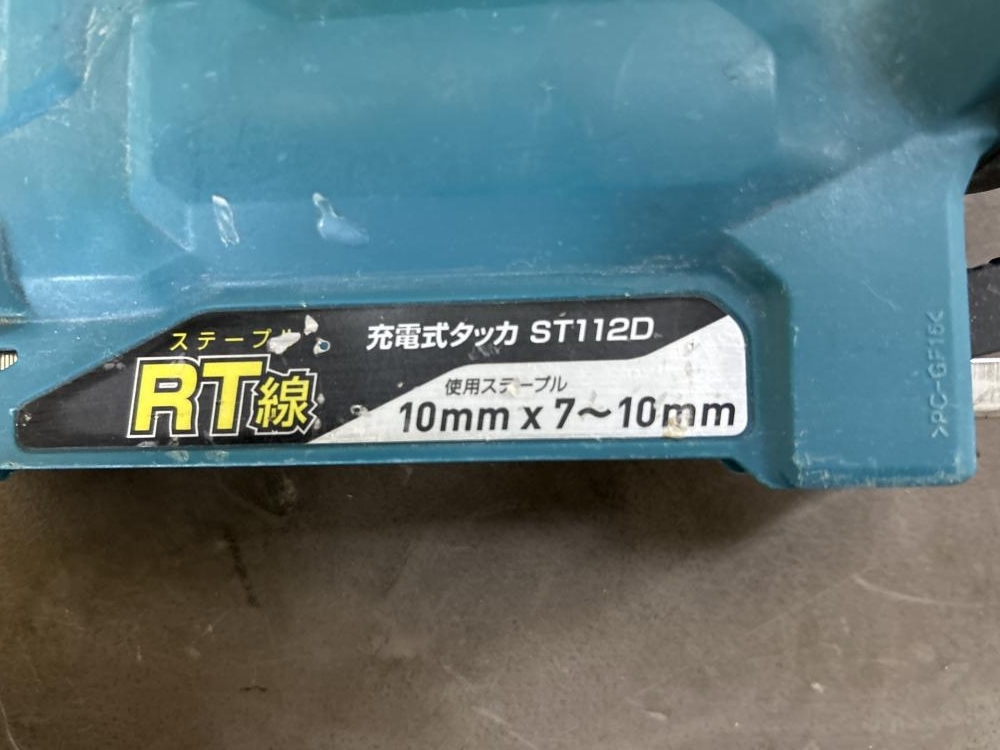 ステープル
RT線
充電式タッカ ST112D
使用ステープル
10mm x 7〜10mm
>PC-GF15<